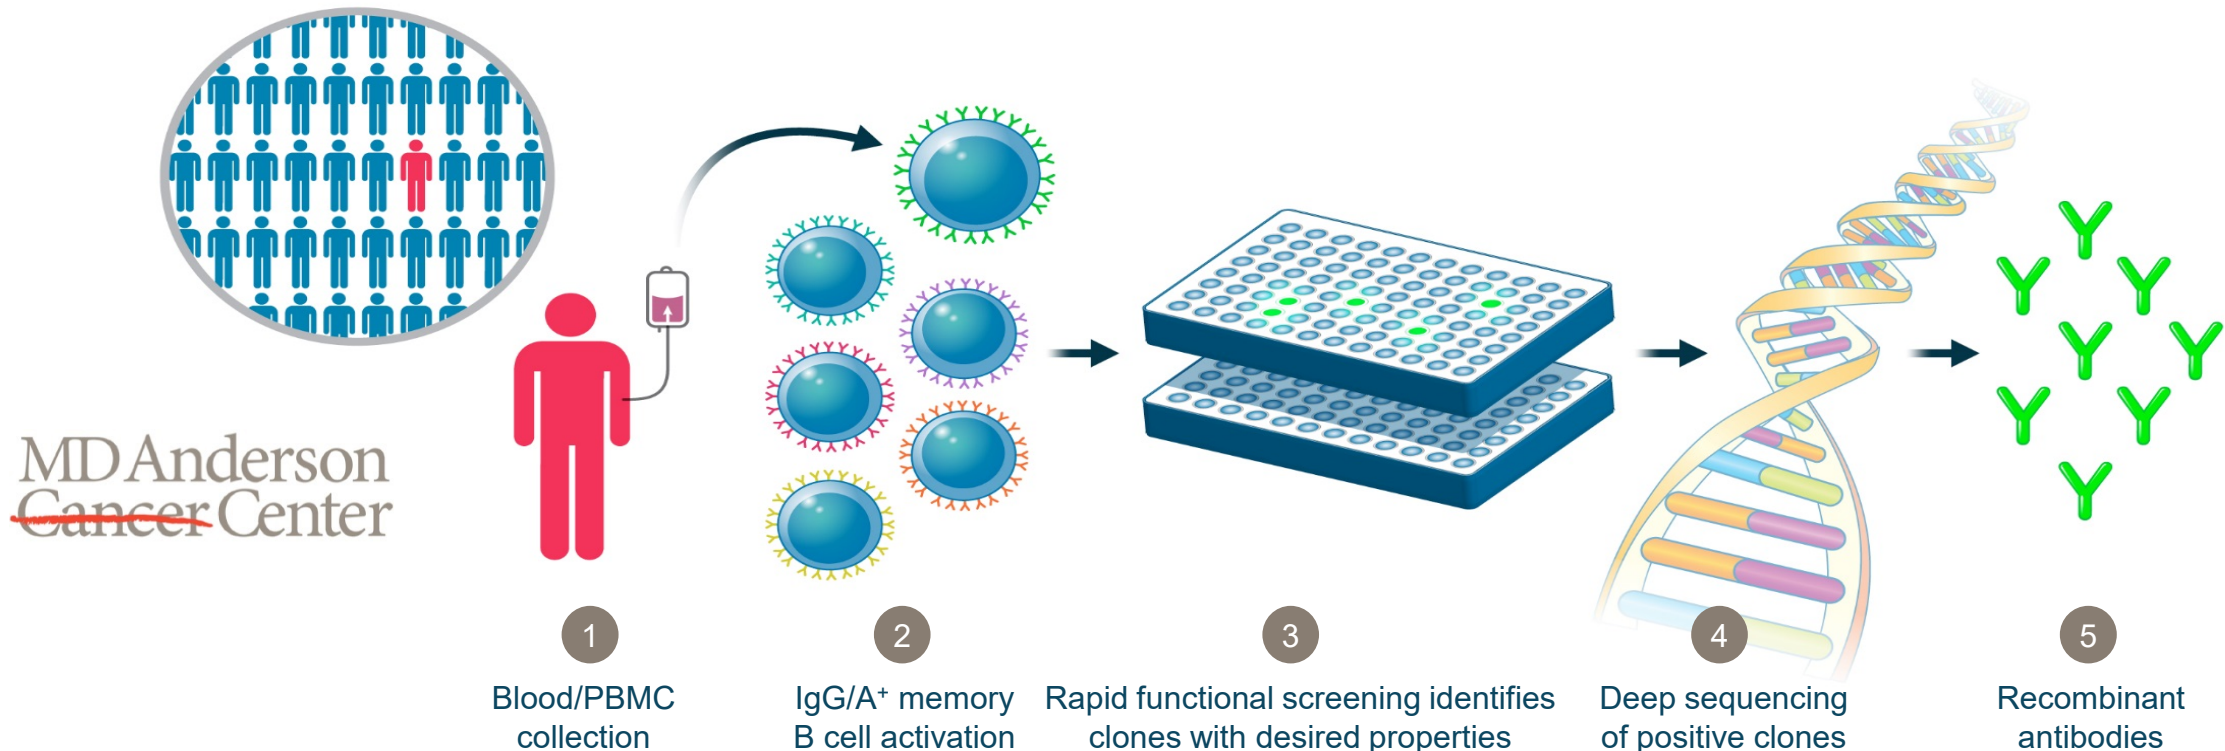 MD Anderson
Cancer Center
1
Blood/PBMC
collection
2
IgG/A⁺ memory
B cell activation
3
Rapid functional screening identifies
clones with desired properties
4
Deep sequencing
of positive clones
5
Recombinant
antibodies